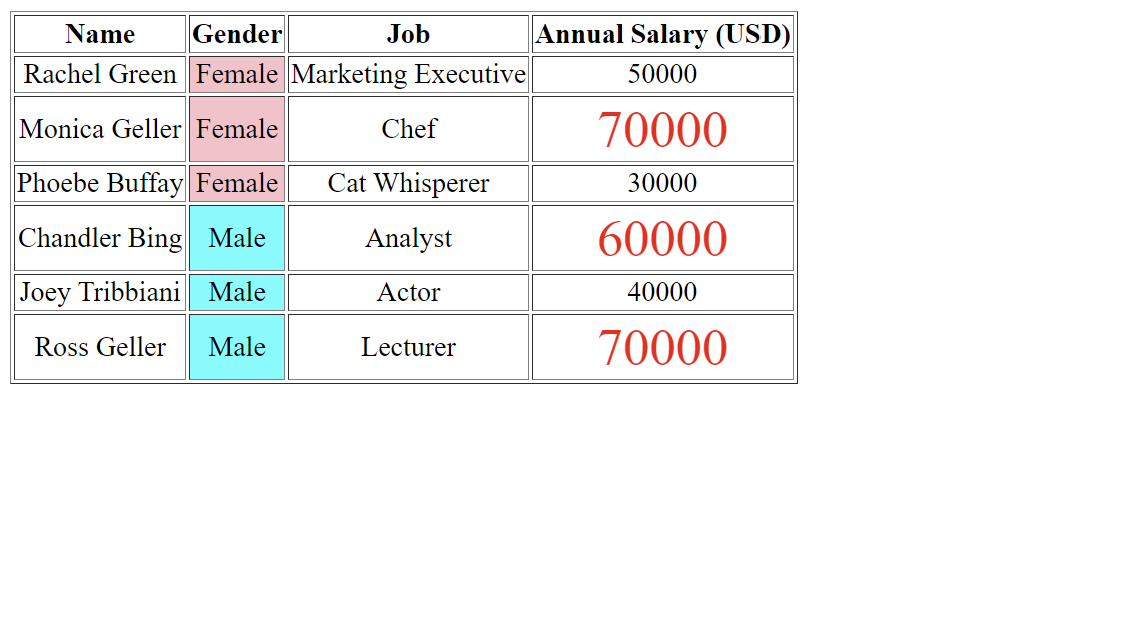 Name Gender Job Annual Salary (USD)
Rachel Green Female Marketing Executive 50000
Monica Geller Female Chef 70000
Phoebe Buffay Female Cat Whisperer 30000
Chandler Bing Male Analyst 60000
Joey Tribbiani Male Actor 40000
Ross Geller Male Lecturer 70000